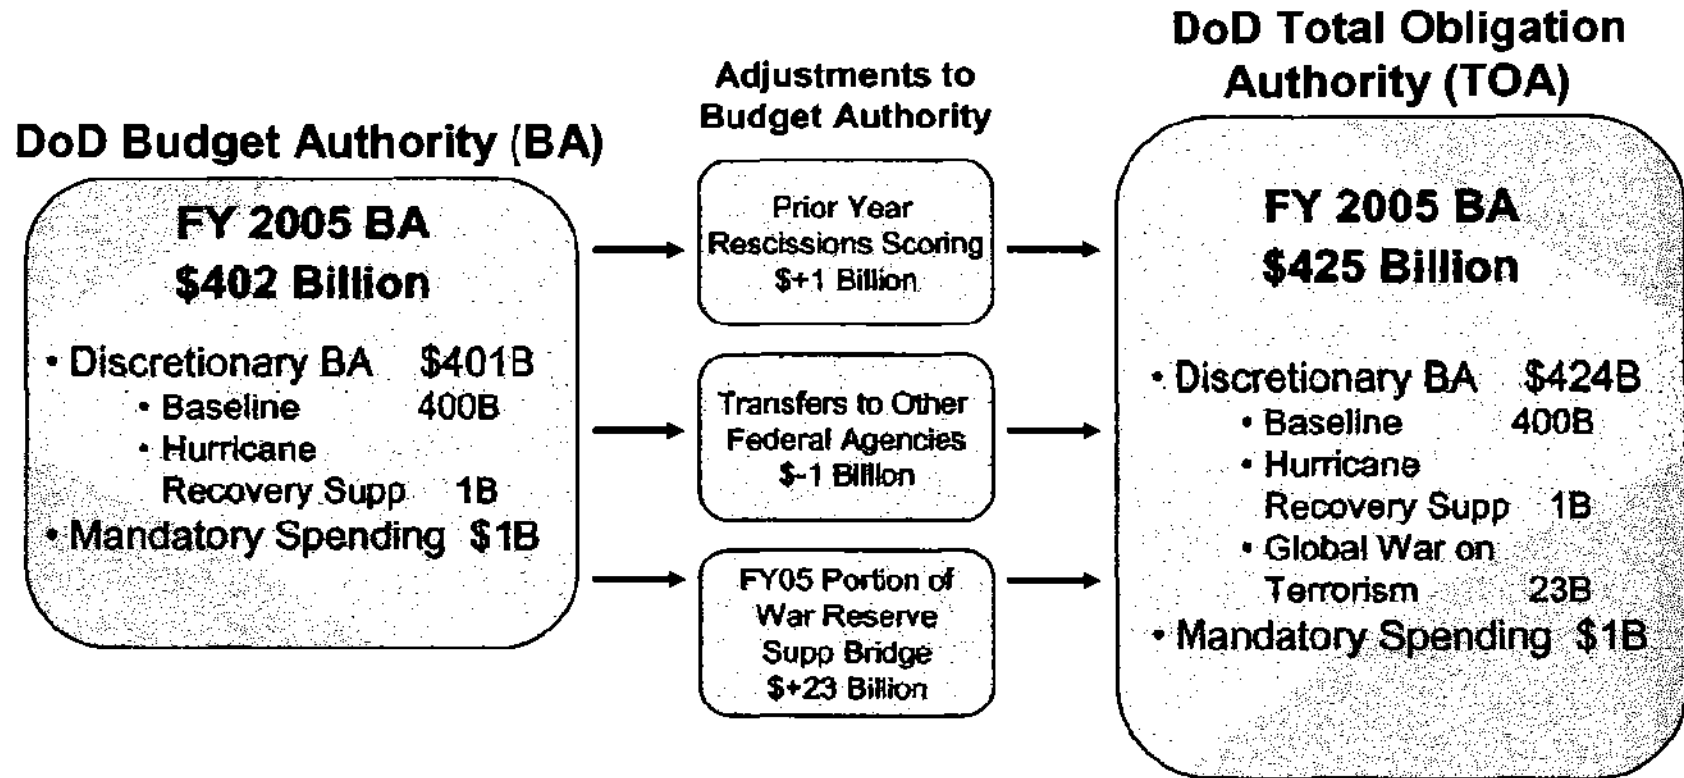 DoD Budget Authority (BA)
FY 2005 BA
$402 Billion
• Discretionary BA $401B
• Baseline 400B
• Hurricane
Recovery Supp 1B
• Mandatory Spending $1B
Adjustments to
Budget Authority
Prior Year
Rescissions Scoring
$+1 Billion
Transfers to Other
Federal Agencies
$-1 Billion
FY05 Portion of
War Reserve
Supp Bridge
$+23 Billion
DoD Total Obligation
Authority (TOA)
FY 2005 BA
$425 Billion
• Discretionary BA $424B
• Baseline 400B
• Hurricane
Recovery Supp 1B
• Global War on
Terrorism 23B
• Mandatory Spending $1B